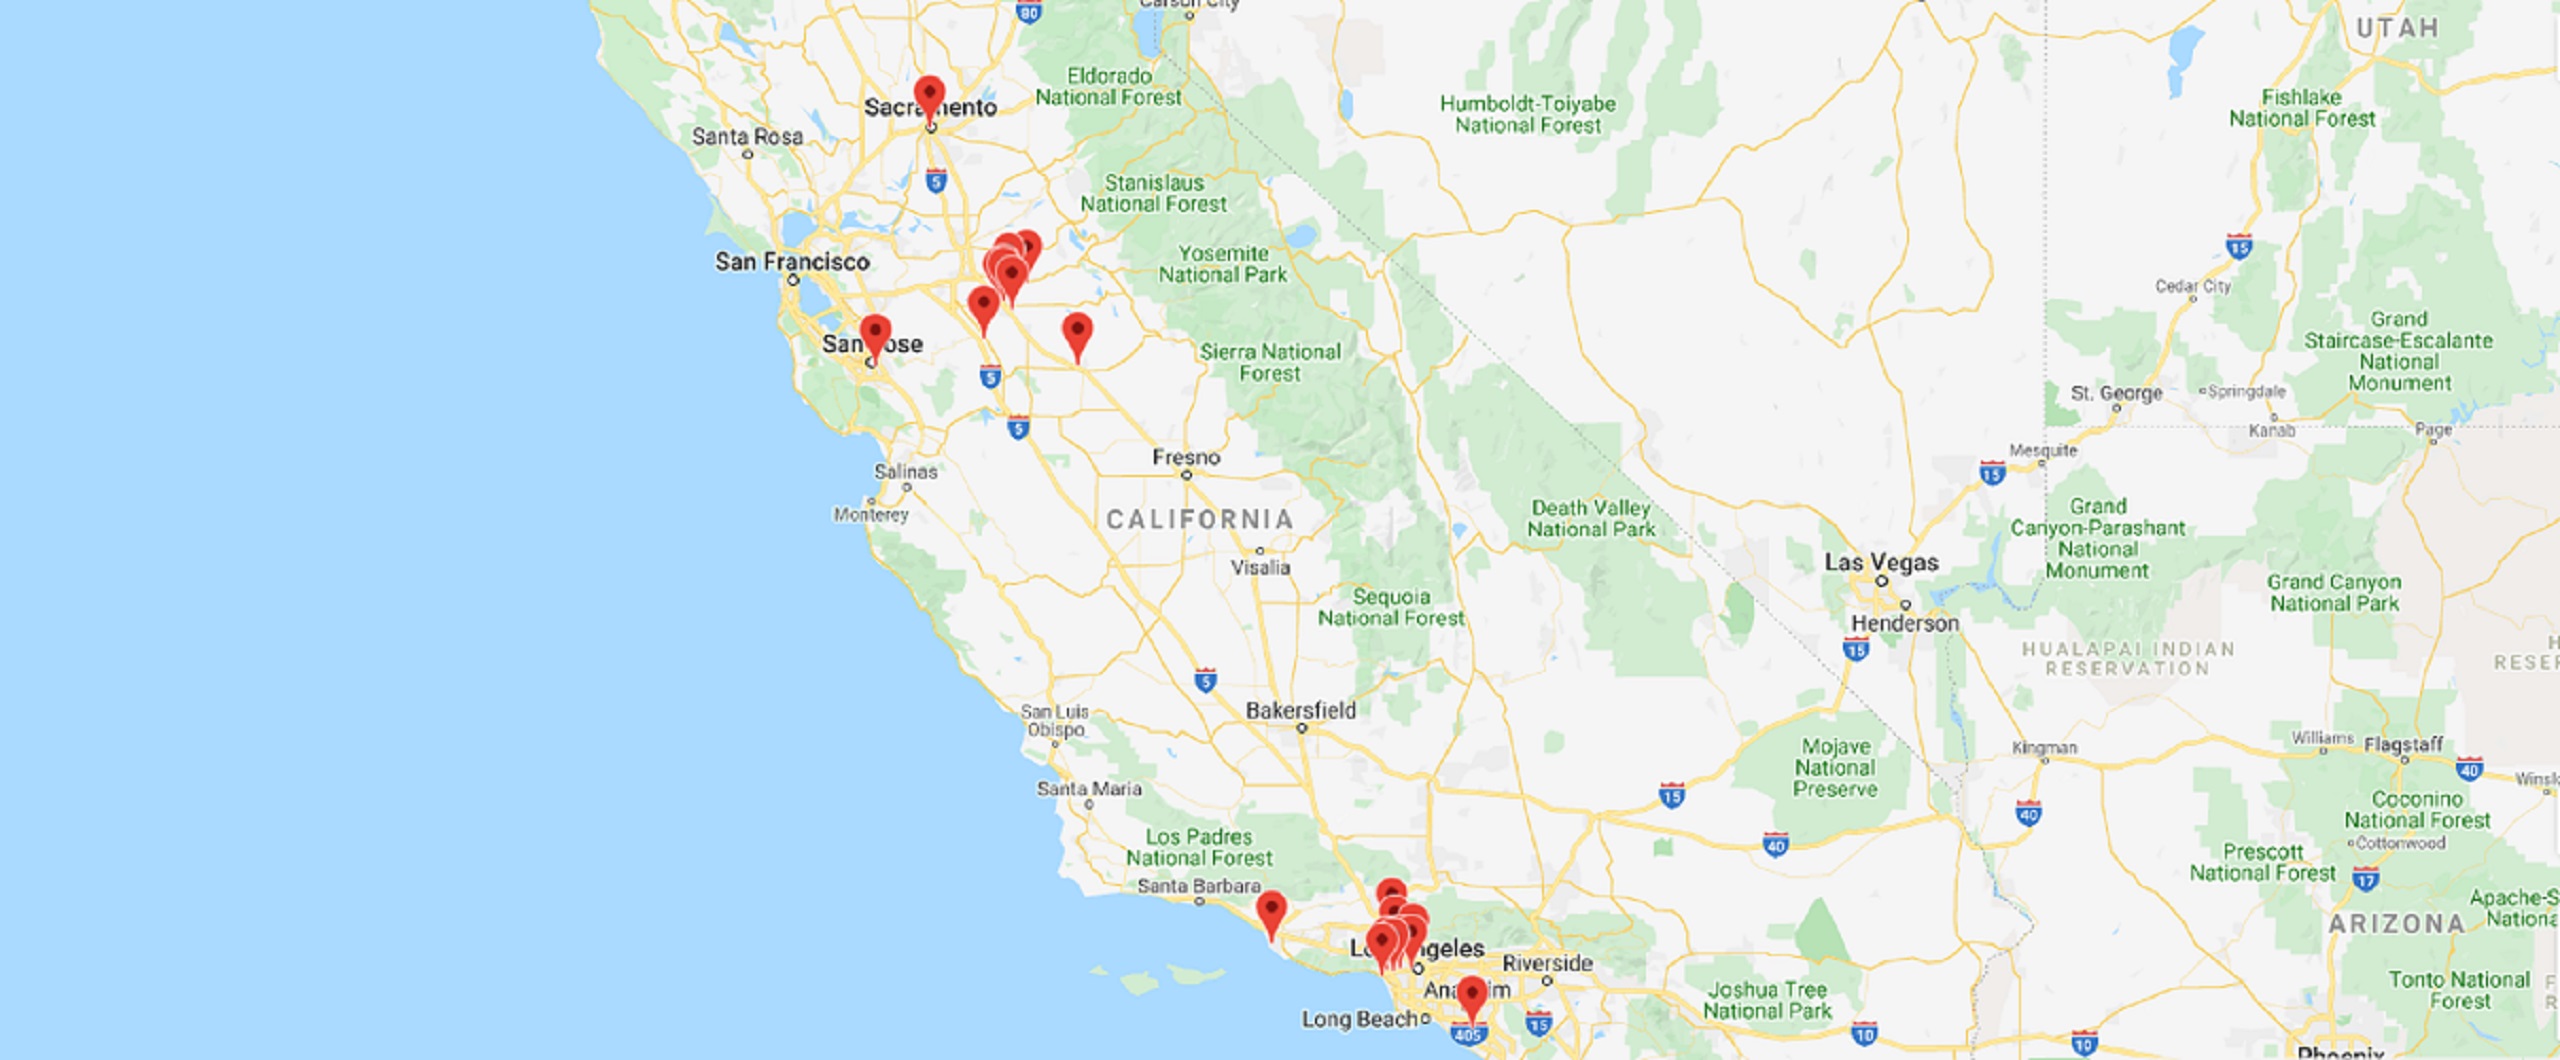 Carson City
80
UTAH
Eldorado
National Forest
Humboldt-Toiyabe
National Forest
Fishlake
National Forest
Sacramento
Santa Rosa
5
Stanislaus
National Forest
Yosemite
National Park
15
San Francisco
Cedar City
Grand
Staircase-Escalante
National
Monument
San Jose
Sierra National
Forest
5
St. George
Springdale
5
Kanab
Page
Mesquite
Fresno
Salinas
15
Monterey
CALIFORNIA
Death Valley
National Park
Grand
Canyon-Parashant
National
Monument
Las Vegas
Visalia
Grand Canyon
National Park
Sequoia
National Forest
Henderson
15
HUALAPAI INDIAN
RESERVATION
H
RESER
5
San Luis
Obispo
Bakersfield
Mojave
National
Preserve
Kingman
Williams
Flagstaff
40
Winsl
Santa Maria
15
40
Coconino
National Forest
Los Padres
National Forest
40
Cottonwood
Prescott
National Forest
17
Santa Barbara
Apache-S
Nationa
ARIZONA
Los Angeles
Riverside
Anaheim
Joshua Tree
National Park
Tonto National
Forest
F
R
Long Beach
405
15
10
10
Phoenix